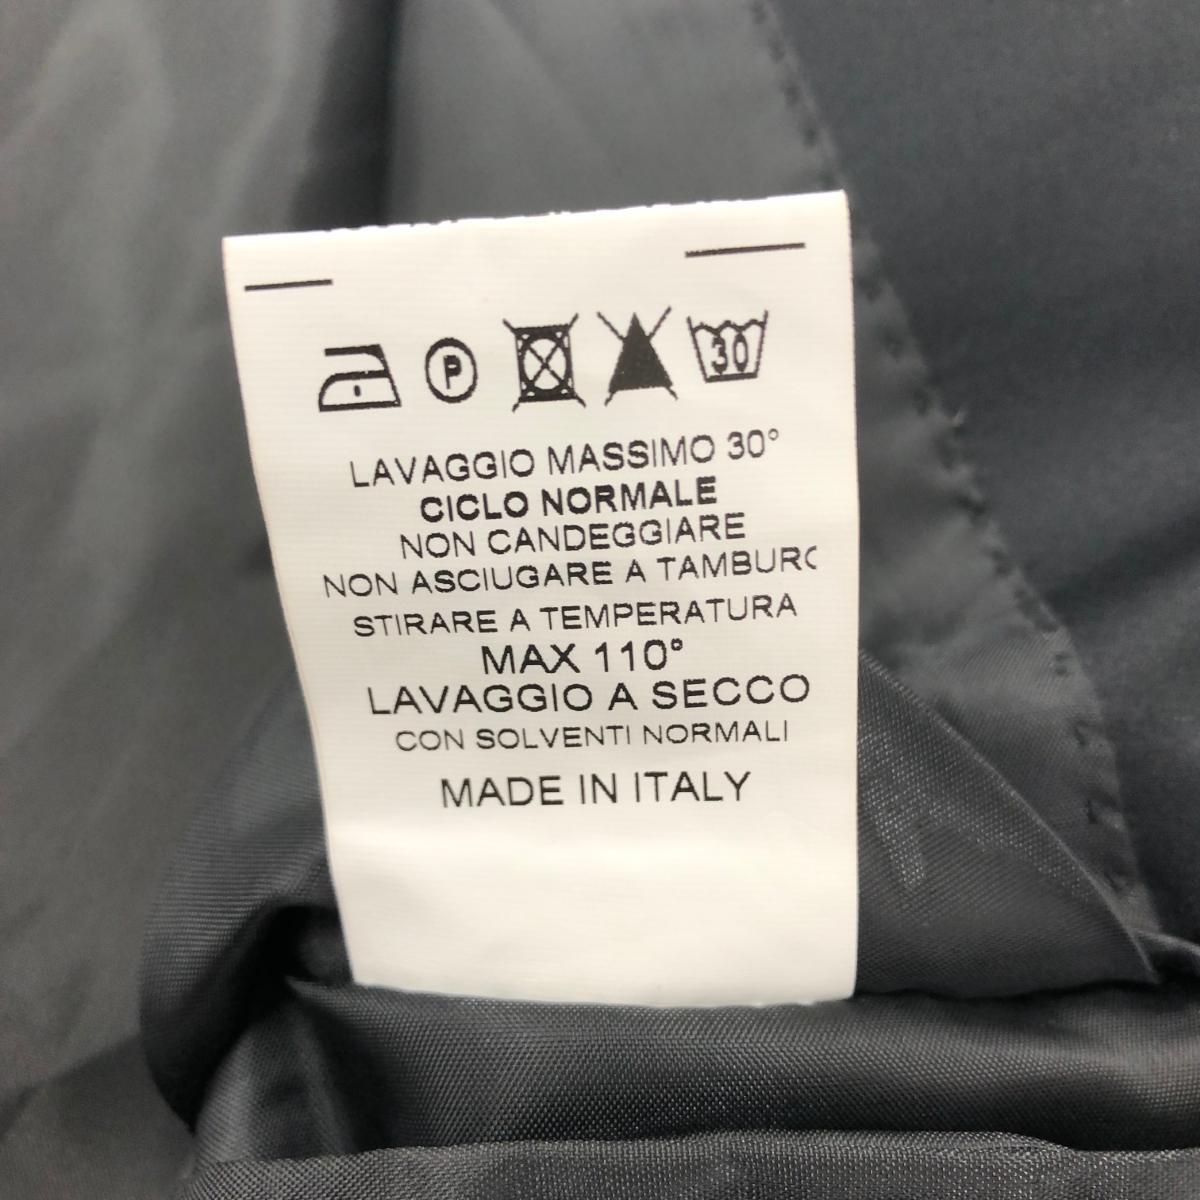 P 30
LAVAGGIO MASSIMO 30°
CICLO NORMALE
NON CANDEGGIARE
NON ASCIUGARE A TAMBURO
STIRARE A TEMPERATURA
MAX 110°
LAVAGGIO A SECCO
CON SOLVENTI NORMALI
MADE IN ITALY